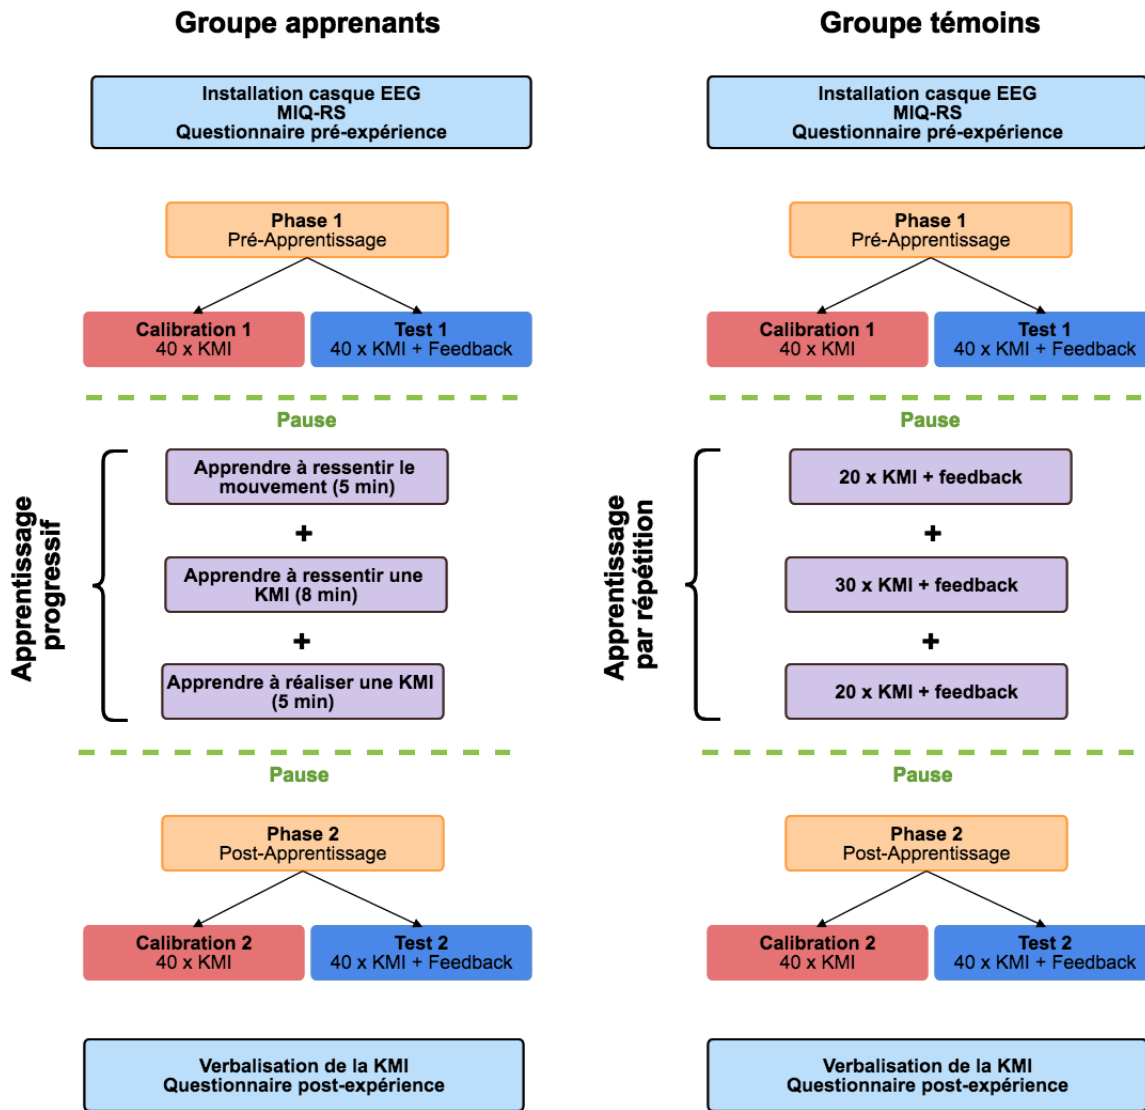 Groupe apprenants
Installation casque EEG
MIQ-RS
Questionnaire pré-expérience
Phase 1
Pré-Apprentissage
Calibration 1
40 x KMI
Test 1
40 x KMI + Feedback
Pause
Apprentissage
progressif
Apprendre à ressentir le
mouvement (5 min)
+
Apprendre à ressentir une
KMI (8 min)
+
Apprendre à réaliser une KMI
(5 min)
Pause
Phase 2
Post-Apprentissage
Calibration 2
40 x KMI
Test 2
40 x KMI + Feedback
Verbalisation de la KMI
Questionnaire post-expérience
Groupe témoins
Installation casque EEG
MIQ-RS
Questionnaire pré-expérience
Phase 1
Pré-Apprentissage
Calibration 1
40 x KMI
Test 1
40 x KMI + Feedback
Pause
Apprentissage
par répétition
20 x KMI + feedback
+
30 x KMI + feedback
+
20 x KMI + feedback
Pause
Phase 2
Post-Apprentissage
Calibration 2
40 x KMI
Test 2
40 x KMI + Feedback
Verbalisation de la KMI
Questionnaire post-expérience